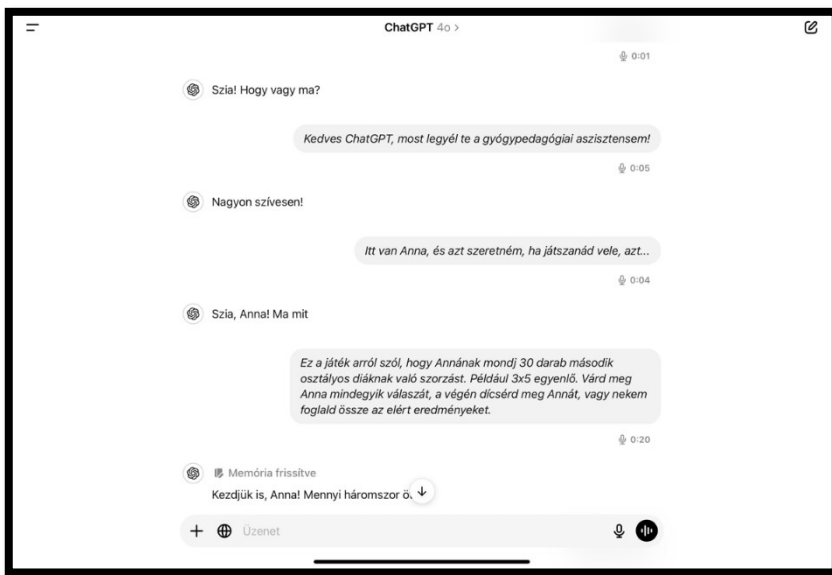 ChatGPT 4o >
0:01
Szia! Hogy vagy ma?
Kedves ChatGPT, most legyél te a gyógypedagógiai aszisztensem!
0:05
Nagyon szívesen!
Itt van Anna, és azt szeretném, ha játszanád vele, azt...
0:04
Szia, Anna! Ma mit
Ez a játék arról szól, hogy Annának mondj 30 darab második
osztályos diáknak való szorzást. Például 3x5 egyenlő. Várd meg
Anna mindegyik válaszát, a végén dícsérd meg Annát, vagy nekem
foglald össze az elért eredményeket.
0:20
Memória frissítve
Kezdjük is, Anna! Mennyi háromszor
Üzenet